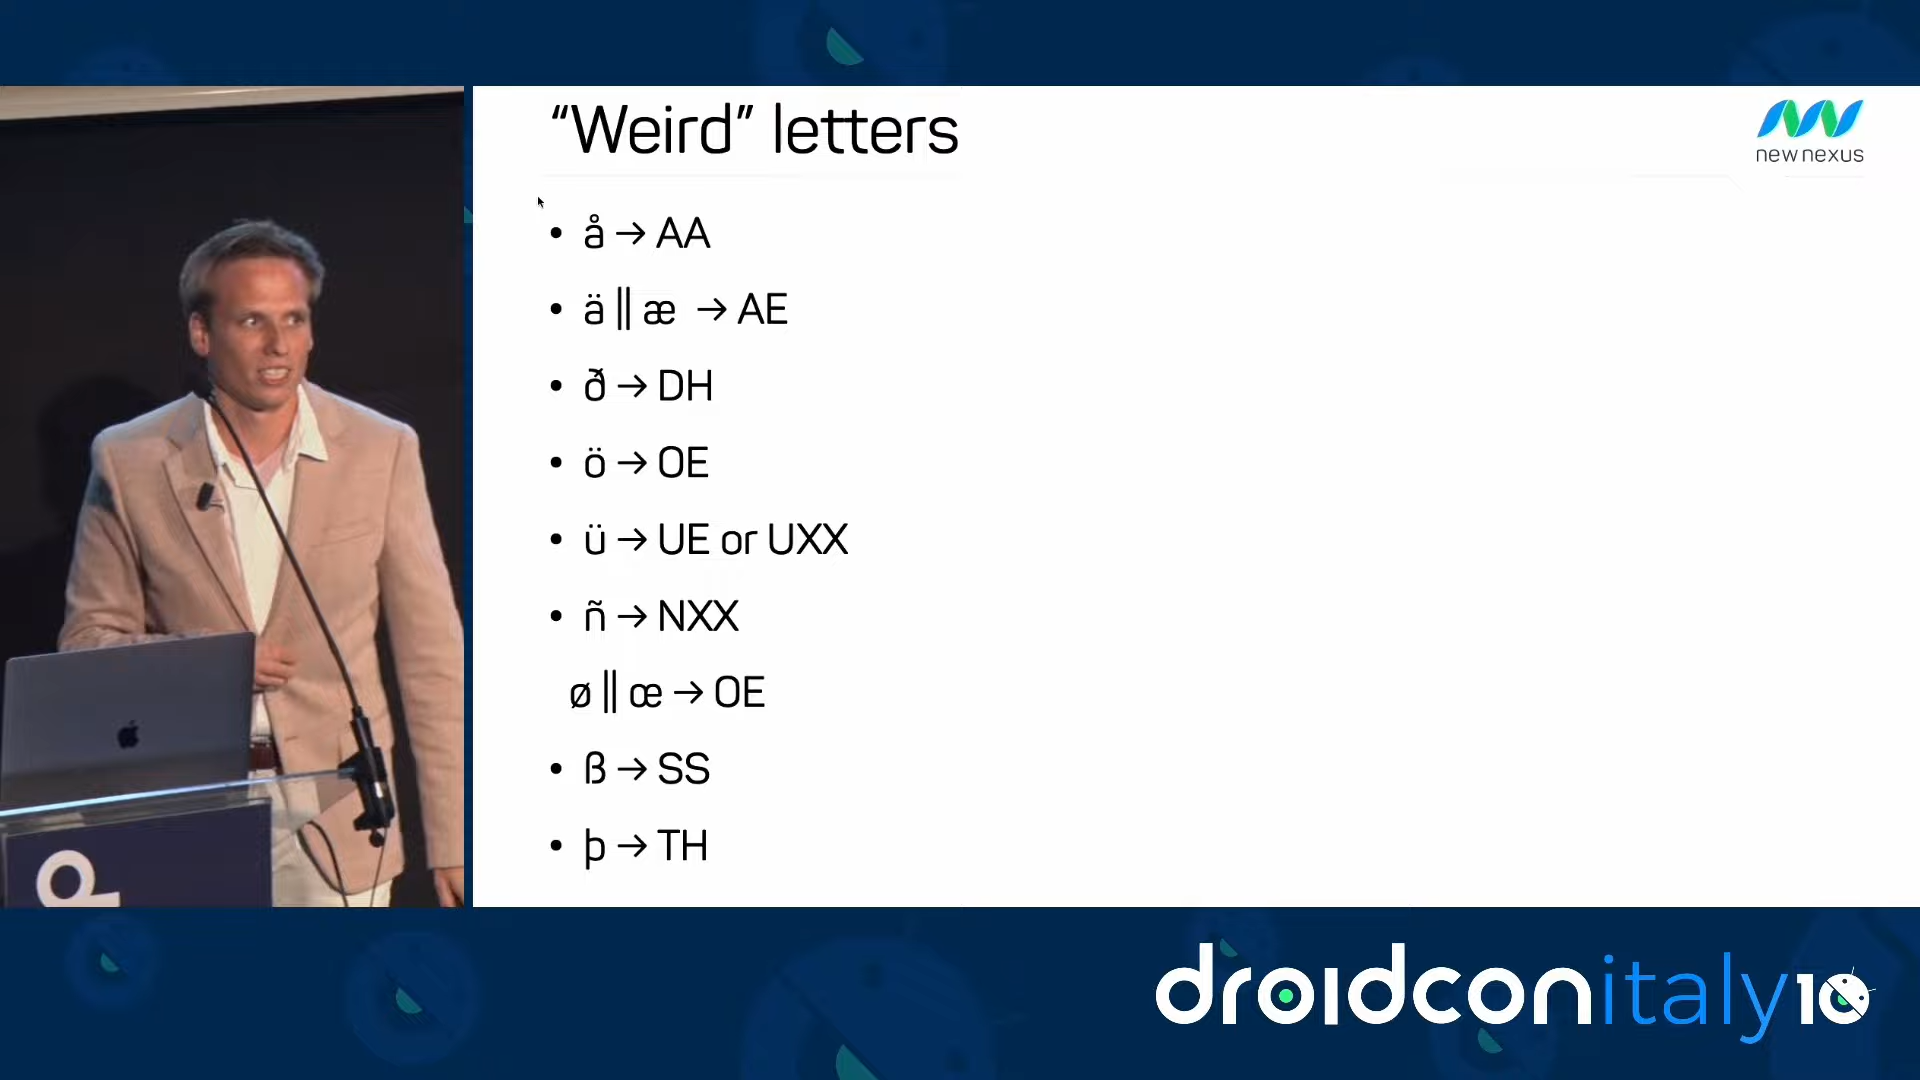 “Weird” letters
new nexus
• å → AA
• ä || æ → AE
• ð → DH
• ö → OE
• ü → UE or UXX
• ñ → NXX
ø || œ → OE
• ß → SS
• þ → TH
droidconitaly10